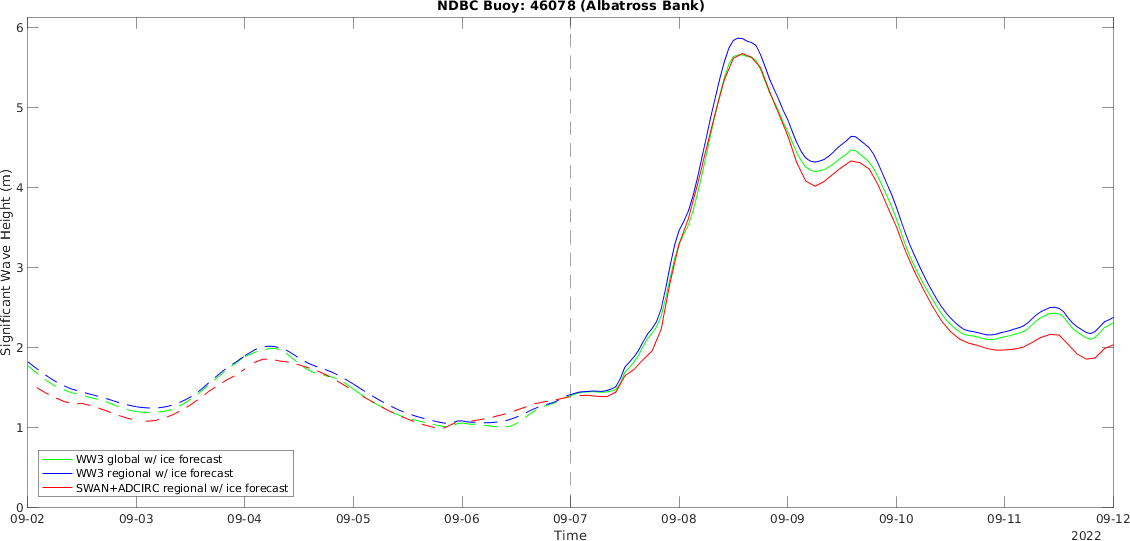 NDBC Buoy: 46078 (Albatross Bank)
6
5
4
3
2
1
0
Significant Wave Height (m)
WW3 global w/ ice forecast
WW3 regional w/ ice forecast
SWAN+ADCIRC regional w/ ice forecast
09-02 09-03 09-04 09-05 09-06 09-07 09-08 09-09 09-10 09-11 09-12
Time
2022